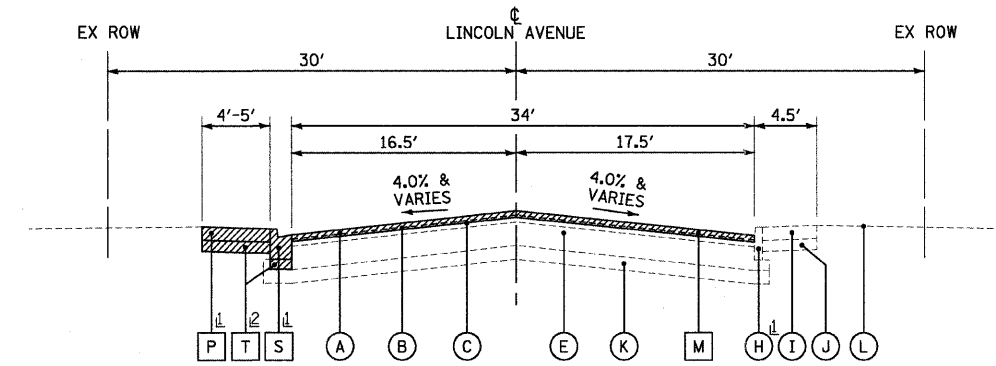 ℄
EX ROW
LINCOLN AVENUE
EX ROW
30'
30'
4'-5'
34'
4.5'
16.5'
17.5'
4.0% &
VARIES
4.0% &
VARIES
1
2
1
1
P
T
S
A
B
C
E
K
M
H
I
J
L